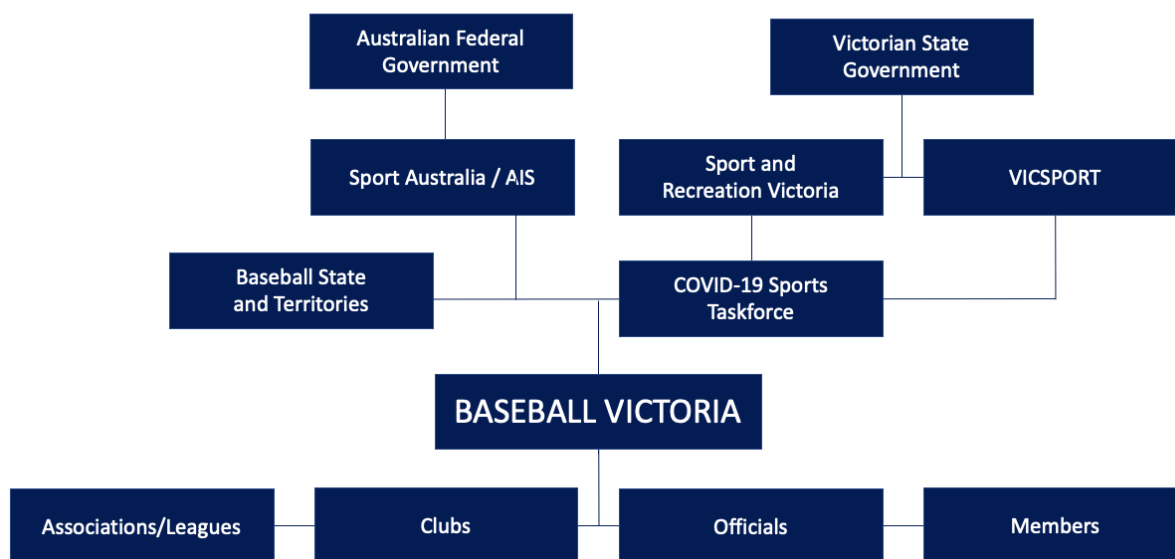 Australian Federal
Government
Victorian State
Government
Sport Australia / AIS
Sport and
Recreation Victoria
VICSPORT
Baseball State
and Territories
COVID-19 Sports
Taskforce
BASEBALL VICTORIA
Associations/Leagues
Clubs
Officials
Members